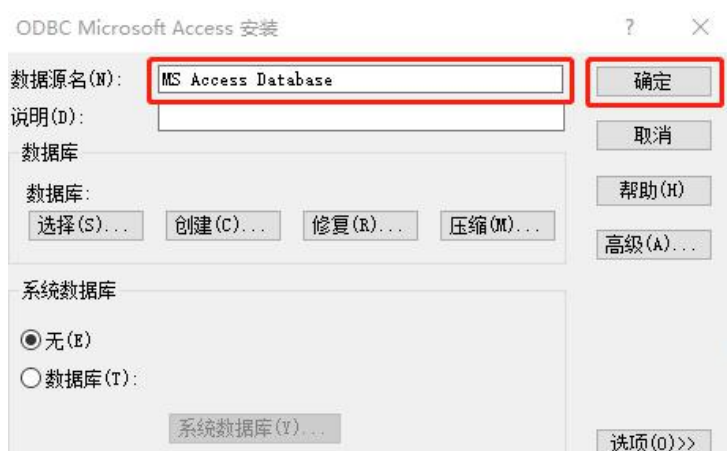 ODBC Microsoft Access 安装 ? ×
数据源名(N): MS Access Database 确定
说明(D):
取消
数据库
数据库:
帮助(H)
选择(S)... 创建(C)... 修复(R)... 压缩(M)...
高级(A)...
系统数据库
无(E)
数据库(T):
系统数据库(Y)...
选项(O)>>